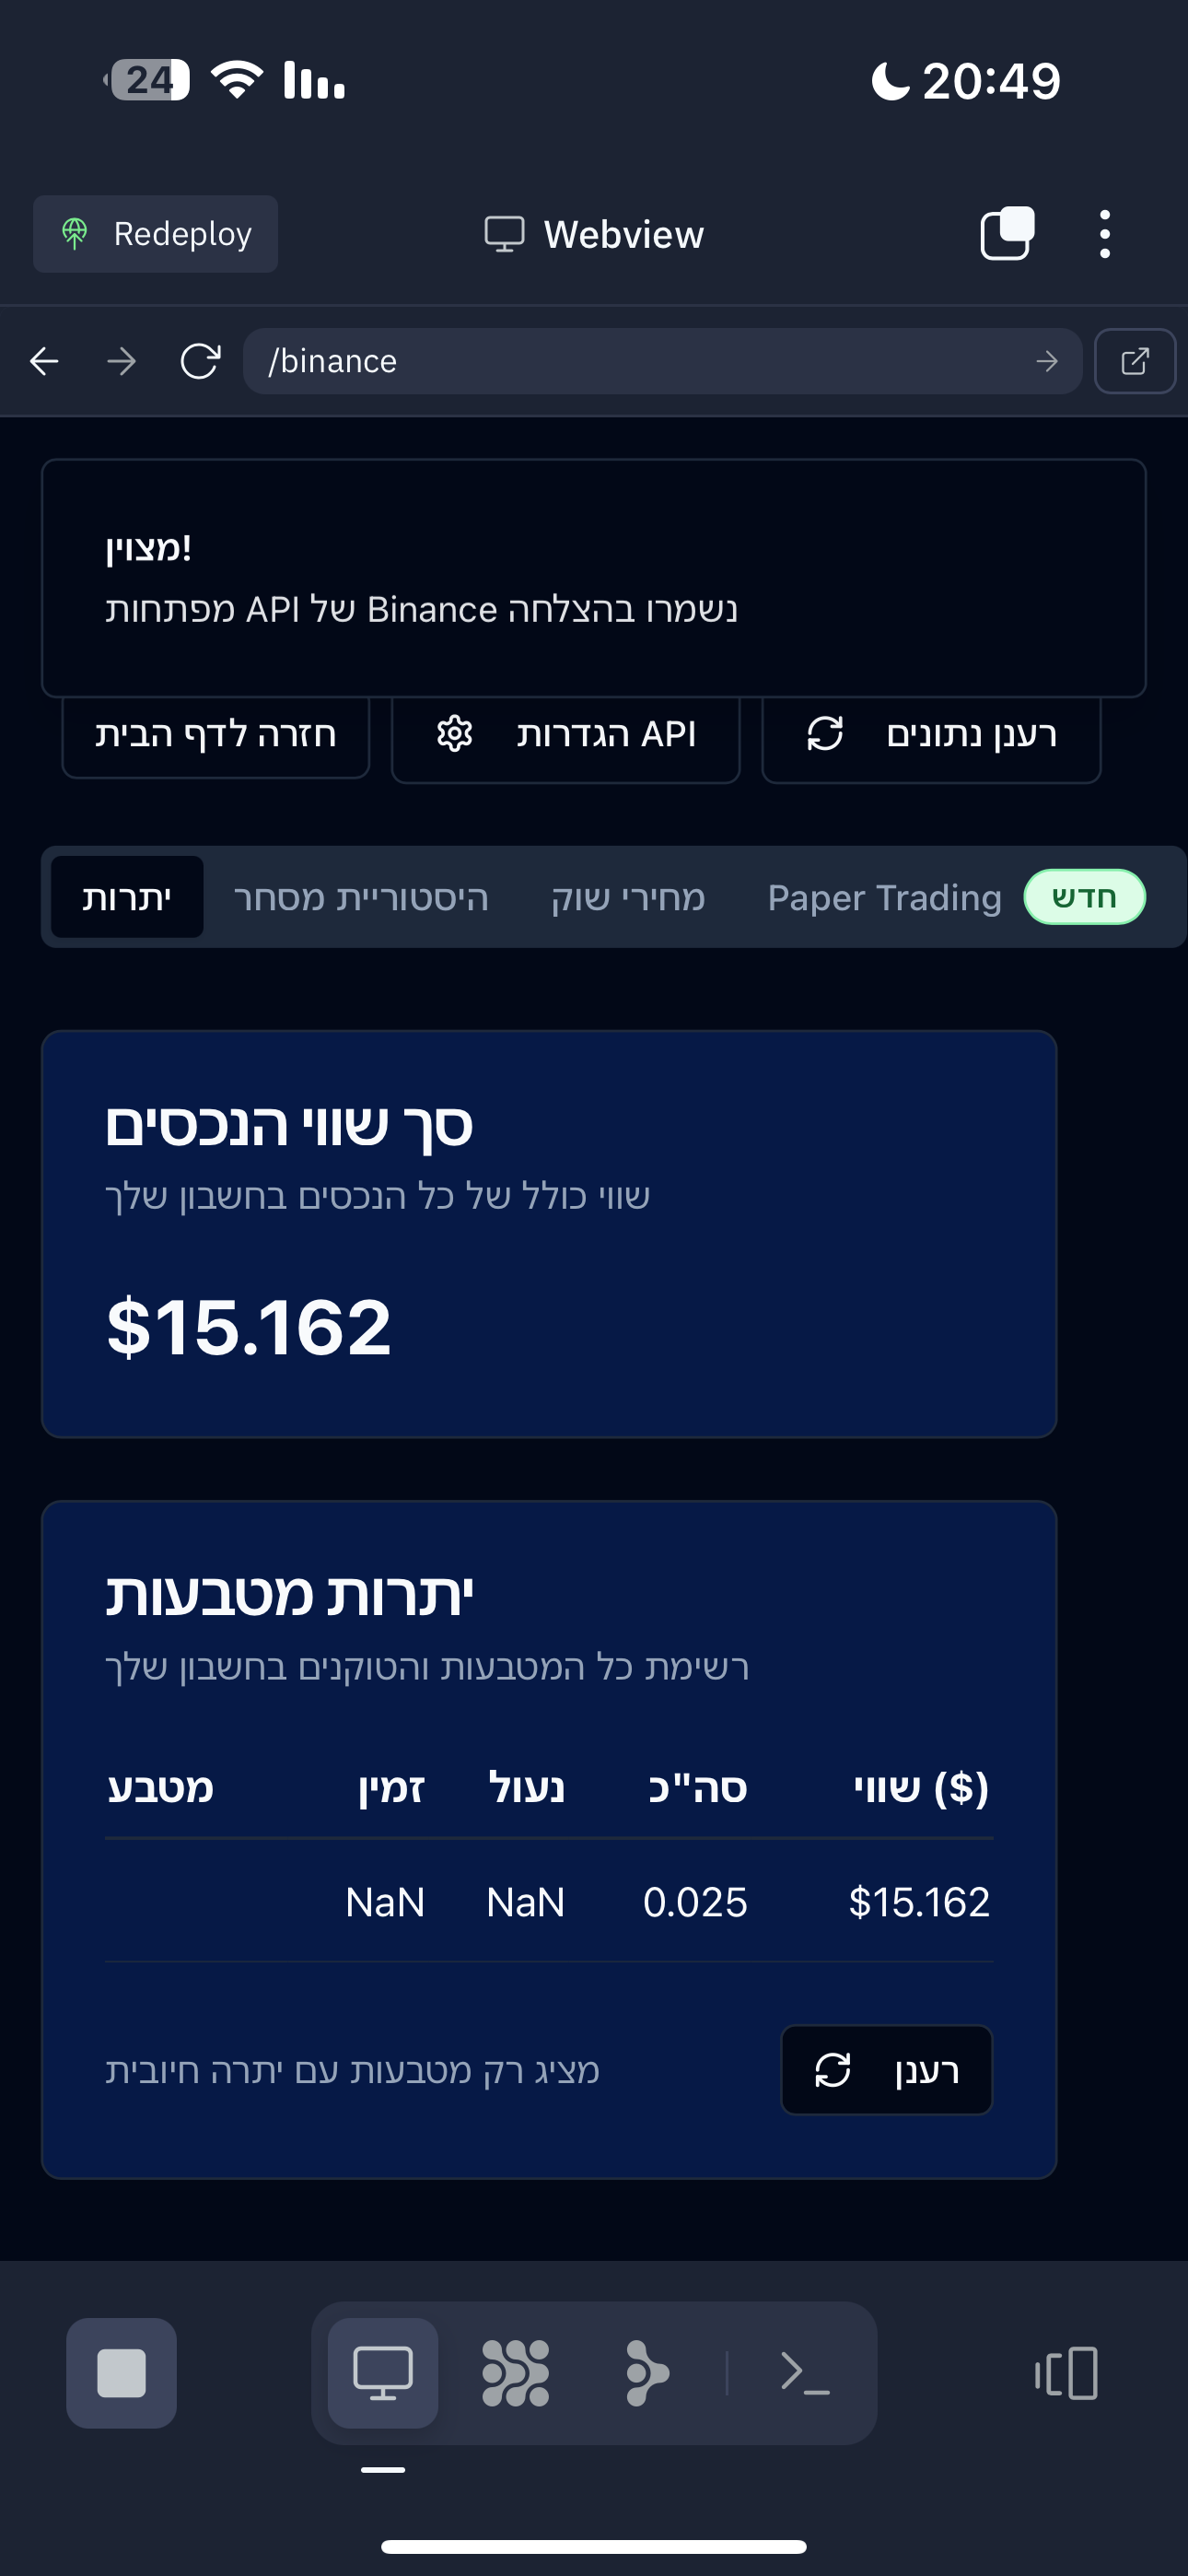 24
20:49
Redeploy
Webview
/binance
מצוין!
נשמרו בהצלחה Binance של API מפתחות
חזרה לדף הבית
API הגדרות
רענן נתונים
יתרות
היסטוריית מסחר
מחירי שוק
Paper Trading
חדש
סך שווי הנכסים
שווי כולל של כל הנכסים בחשבון שלך
$15.162
יתרות מטבעות
רשימת כל המטבעות והטוקנים בחשבון שלך
מטבע זמין נעול סה"כ שווי ($)
NaN NaN 0.025 $15.162
מציג רק מטבעות עם יתרה חיובית
רענן